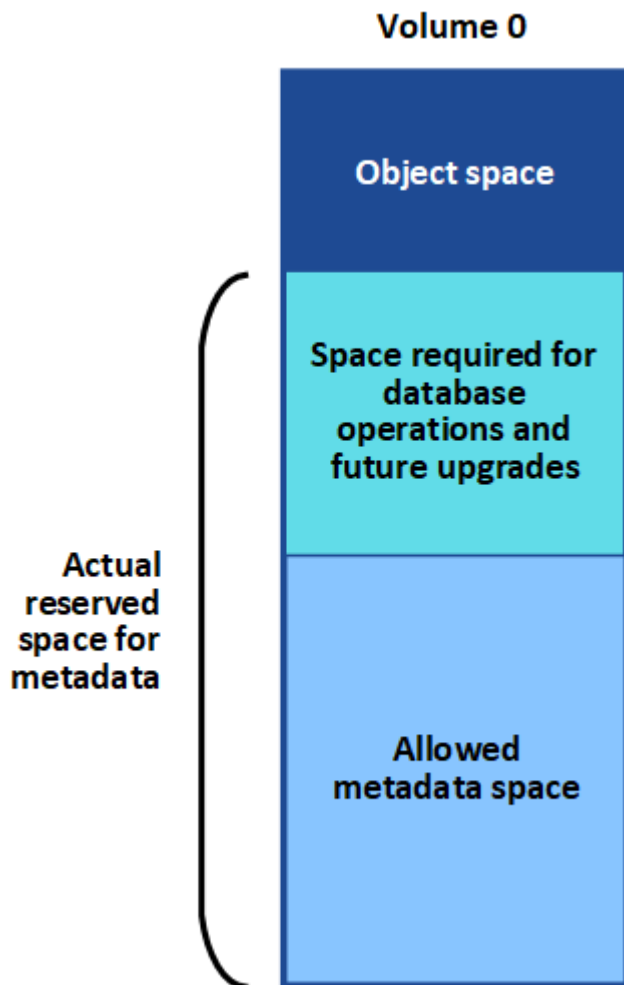 Volume 0
Object space
Space required for
database
operations and
future upgrades
Actual
reserved
space for
metadata
Allowed
metadata space